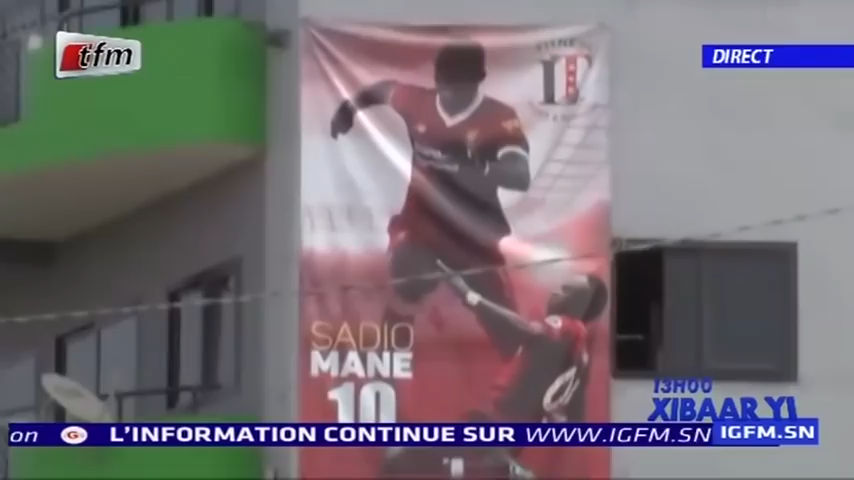 tfm
DIRECT
SADIO
MANE
10
13H00
XIBAAR YI
on
L'INFORMATION CONTINUE SUR WWW.IGFM.SN
IGFM.SN